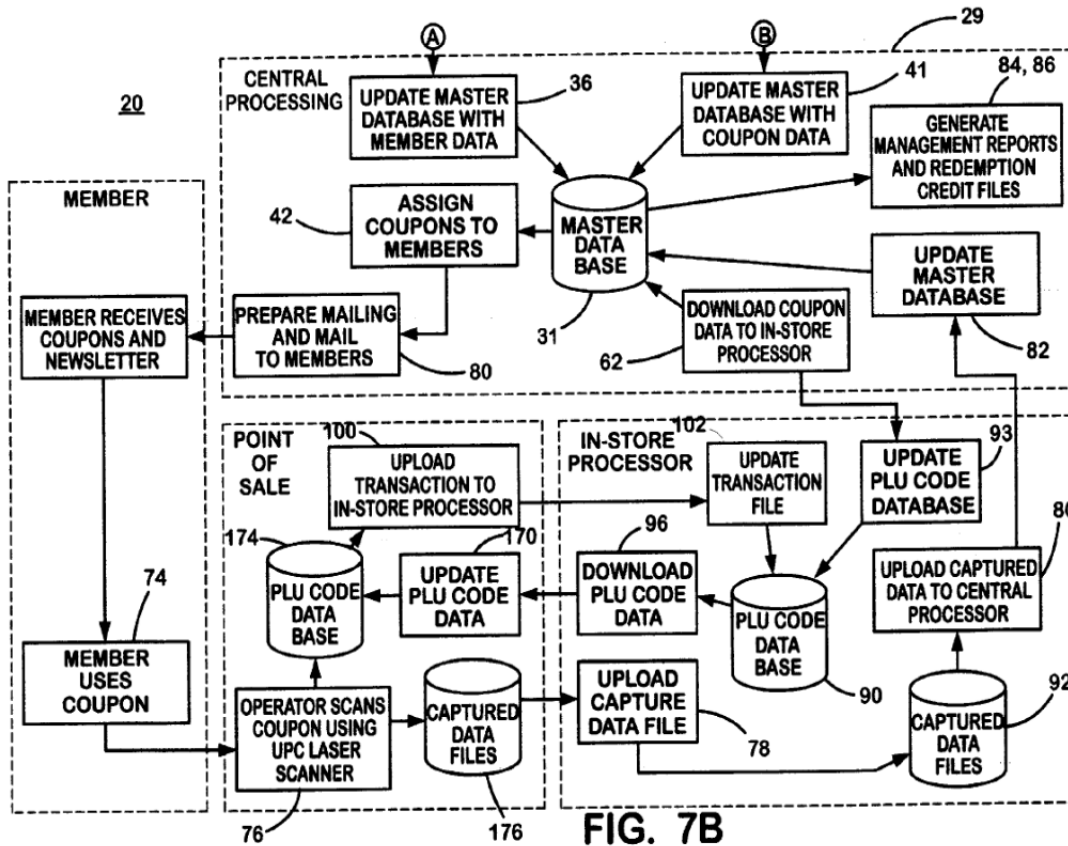 A
B
29
CENTRAL
PROCESSING
20
36
41
84, 86
UPDATE MASTER
DATABASE WITH
MEMBER DATA
UPDATE MASTER
DATABASE WITH
COUPON DATA
GENERATE
MANAGEMENT REPORTS
AND REDEMPTION
CREDIT FILES
MEMBER
42
ASSIGN
COUPONS TO
MEMBERS
MASTER
DATA
BASE
31
UPDATE
MASTER
DATABASE
82
MEMBER RECEIVES
COUPONS AND
NEWSLETTER
PREPARE MAILING
AND MAIL
TO MEMBERS
80
DOWNLOAD COUPON
DATA TO IN-STORE
PROCESSOR
62
POINT
OF
SALE
100
UPLOAD
TRANSACTION TO
IN-STORE PROCESSOR
IN-STORE
PROCESSOR
102
UPDATE
TRANSACTION
FILE
93
UPDATE
PLU CODE
DATABASE
174
PLU CODE
DATA
BASE
170
UPDATE
PLU CODE
DATA
96
DOWNLOAD
PLU CODE
DATA
PLU CODE
DATA
BASE
90
80
UPLOAD CAPTURED
DATA TO CENTRAL
PROCESSOR
74
MEMBER
USES
COUPON
OPERATOR SCANS
COUPON USING
UPC LASER
SCANNER
76
CAPTURED
DATA
FILES
176
UPLOAD
CAPTURE
DATA FILE
78
CAPTURED
DATA
FILES
92
FIG. 7B